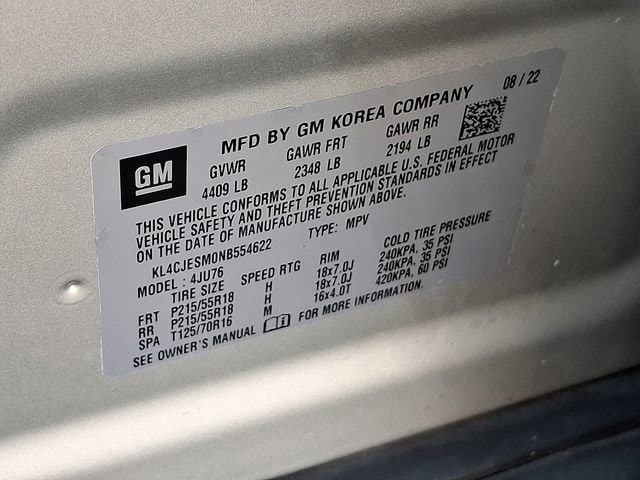 GM
MFD BY GM KOREA COMPANY 08 / 22
GVWR GAWR FRT GAWR RR
4409 LB 2348 LB 2194 LB
THIS VEHICLE CONFORMS TO ALL APPLICABLE U.S. FEDERAL MOTOR
VEHICLE SAFETY AND THEFT PREVENTION STANDARDS IN EFFECT
ON THE DATE OF MANUFACTURE SHOWN ABOVE.
KL4CJESM0NB554622 TYPE: MPV
MODEL: 4JU76
TIRE SIZE SPEED RTG RIM COLD TIRE PRESSURE
FRT P215/55R18 H 18x7.0J 240KPA, 35 PSI
RR P215/55R18 H 18x7.0J 240KPA, 35 PSI
SPA T125/70R16 M 16x4.0T 420KPA, 60 PSI
SEE OWNER'S MANUAL FOR MORE INFORMATION.